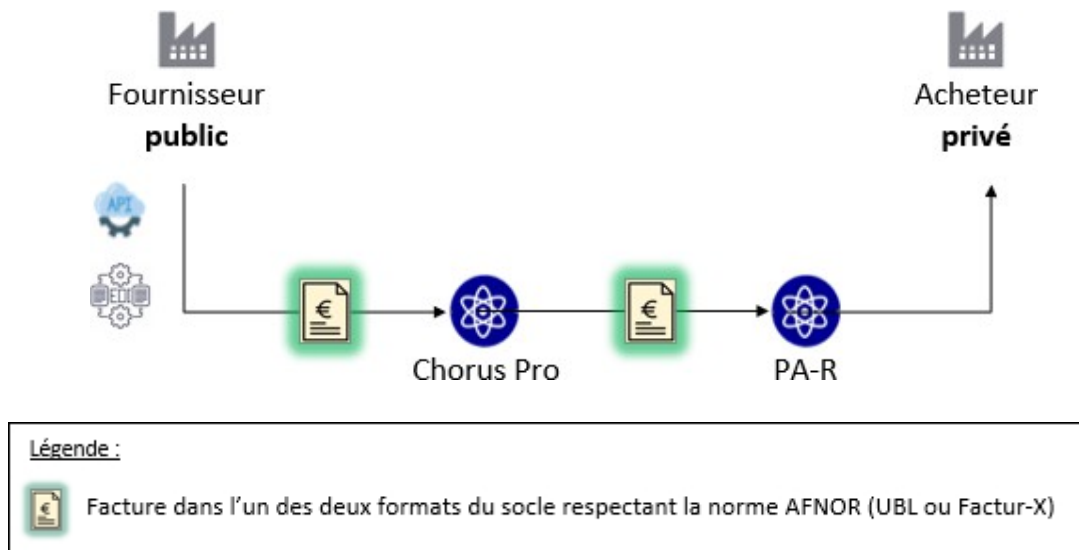 Fournisseur
public
Acheteur
privé
API
EDI
€
€
Chorus Pro
PA-R
Légende :
€
Facture dans l'un des deux formats du socle respectant la norme AFNOR (UBL ou Factur-X)